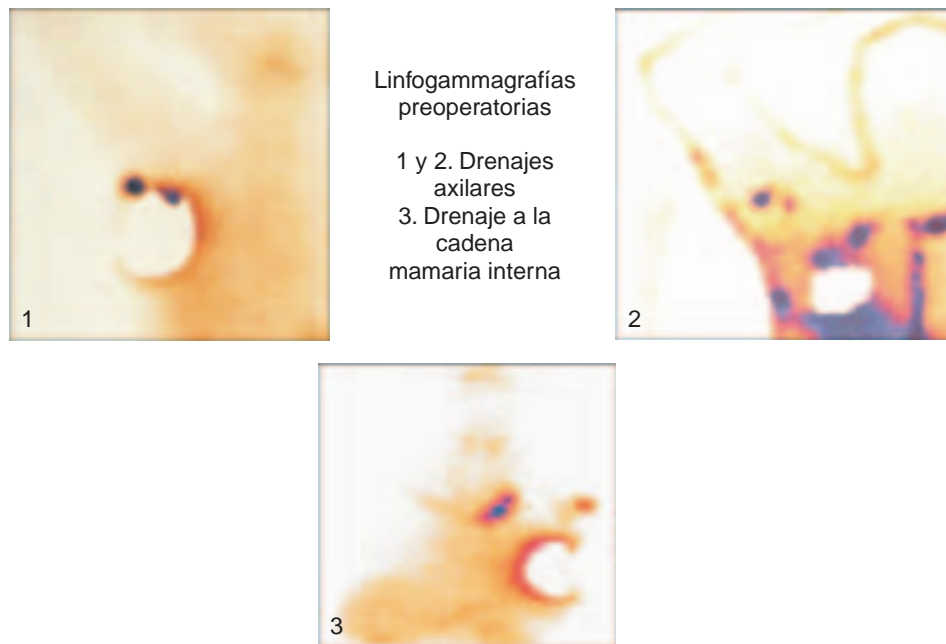 Linfogammagrafías
preoperatorias
1 y 2. Drenajes
axilares
3. Drenaje a la
cadena
mamaria interna
1
2
3